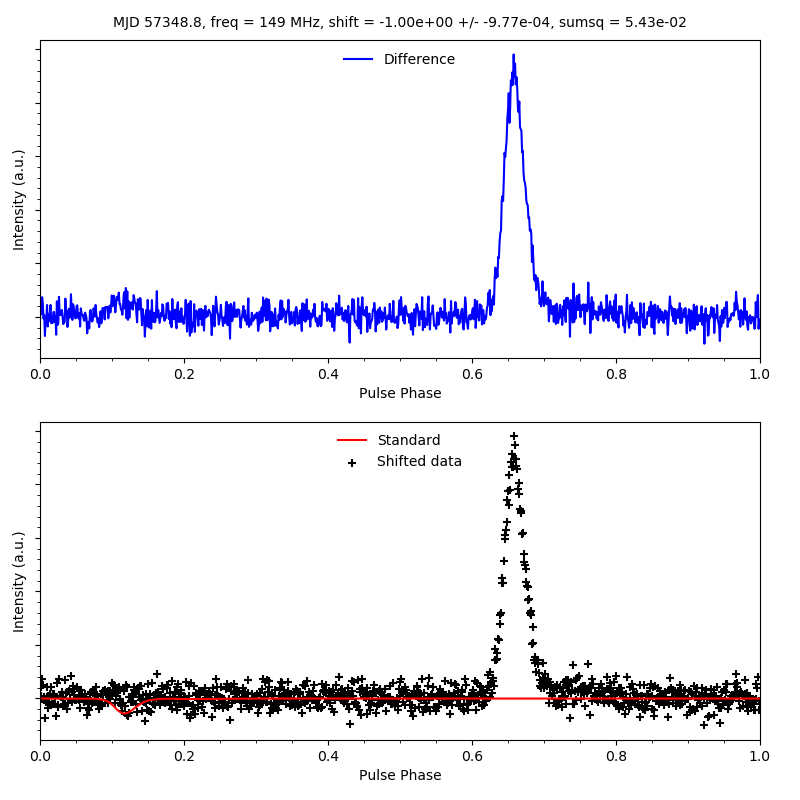 MJD 57348.8, freq = 149 MHz, shift = -1.00e+00 +/- -9.77e-04, sumsq = 5.43e-02
Difference
Intensity (a.u.)
0.0 0.2 0.4 0.6 0.8 1.0
Pulse Phase
Standard
Shifted data
Intensity (a.u.)
0.0 0.2 0.4 0.6 0.8 1.0
Pulse Phase